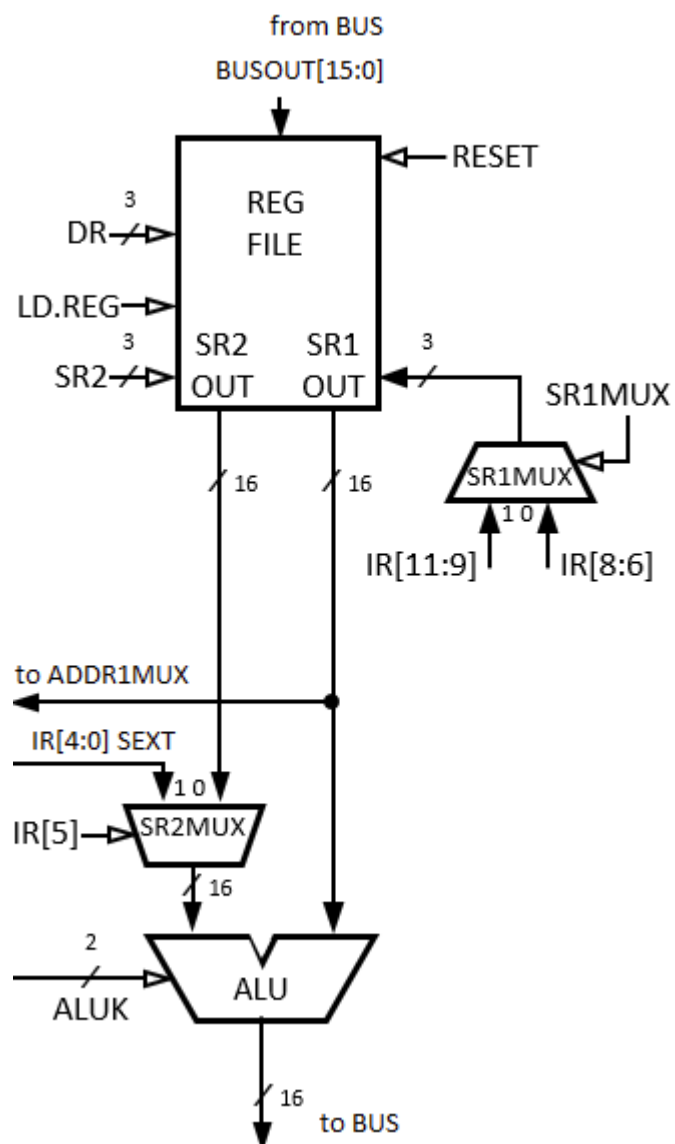 from BUS
BUSOUT[15:0]
RESET
3
REG
DR
FILE
LD.REG
3
SR2
SR1
3
SR2
OUT
OUT
SR1MUX
SR1MUX
16
16
1 0
IR[11:9]
IR[8:6]
to ADDR1MUX
IR[4:0] SEXT
1 0
IR[5]
SR2MUX
16
2
ALU
ALUK
16
to BUS